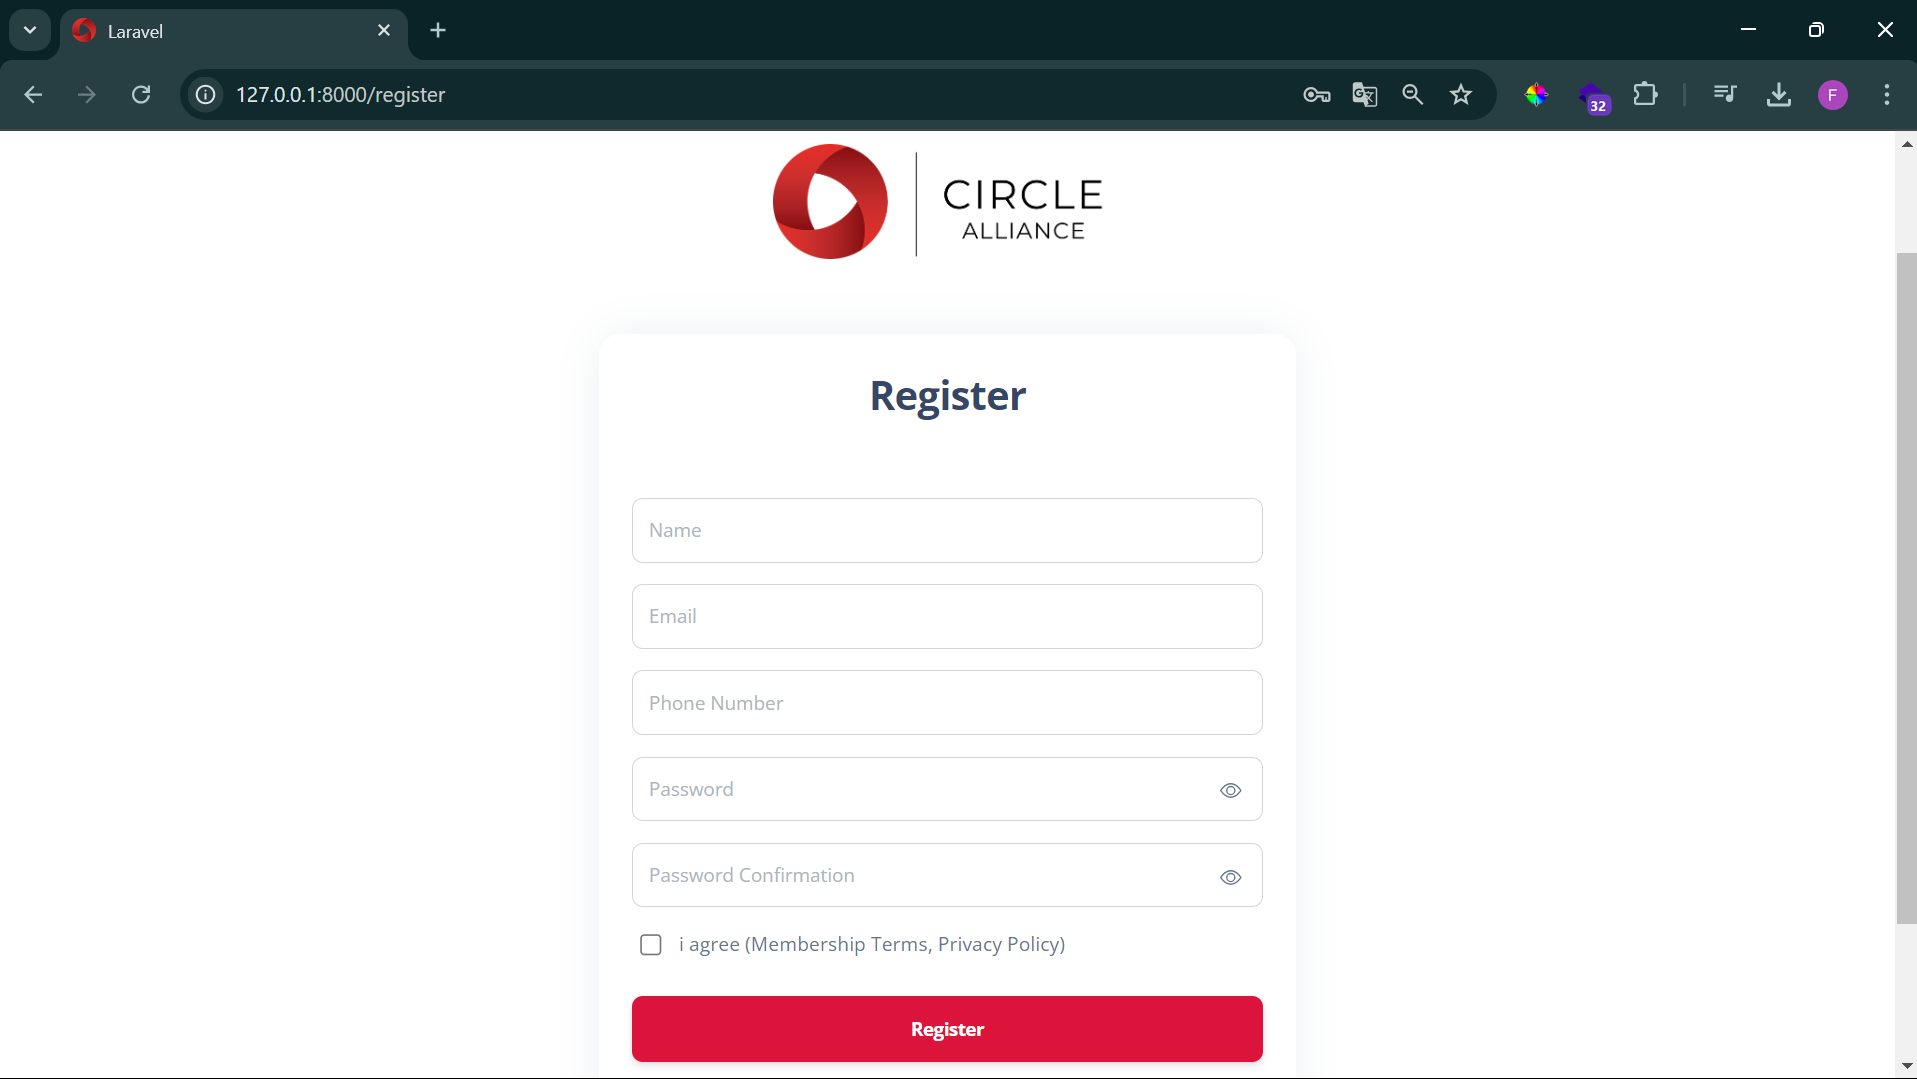 Laravel
127.0.0.1:8000/register
32
F
CIRCLE
ALLIANCE
Register
Name
Email
Phone Number
Password
Password Confirmation
i agree (Membership Terms, Privacy Policy)
Register